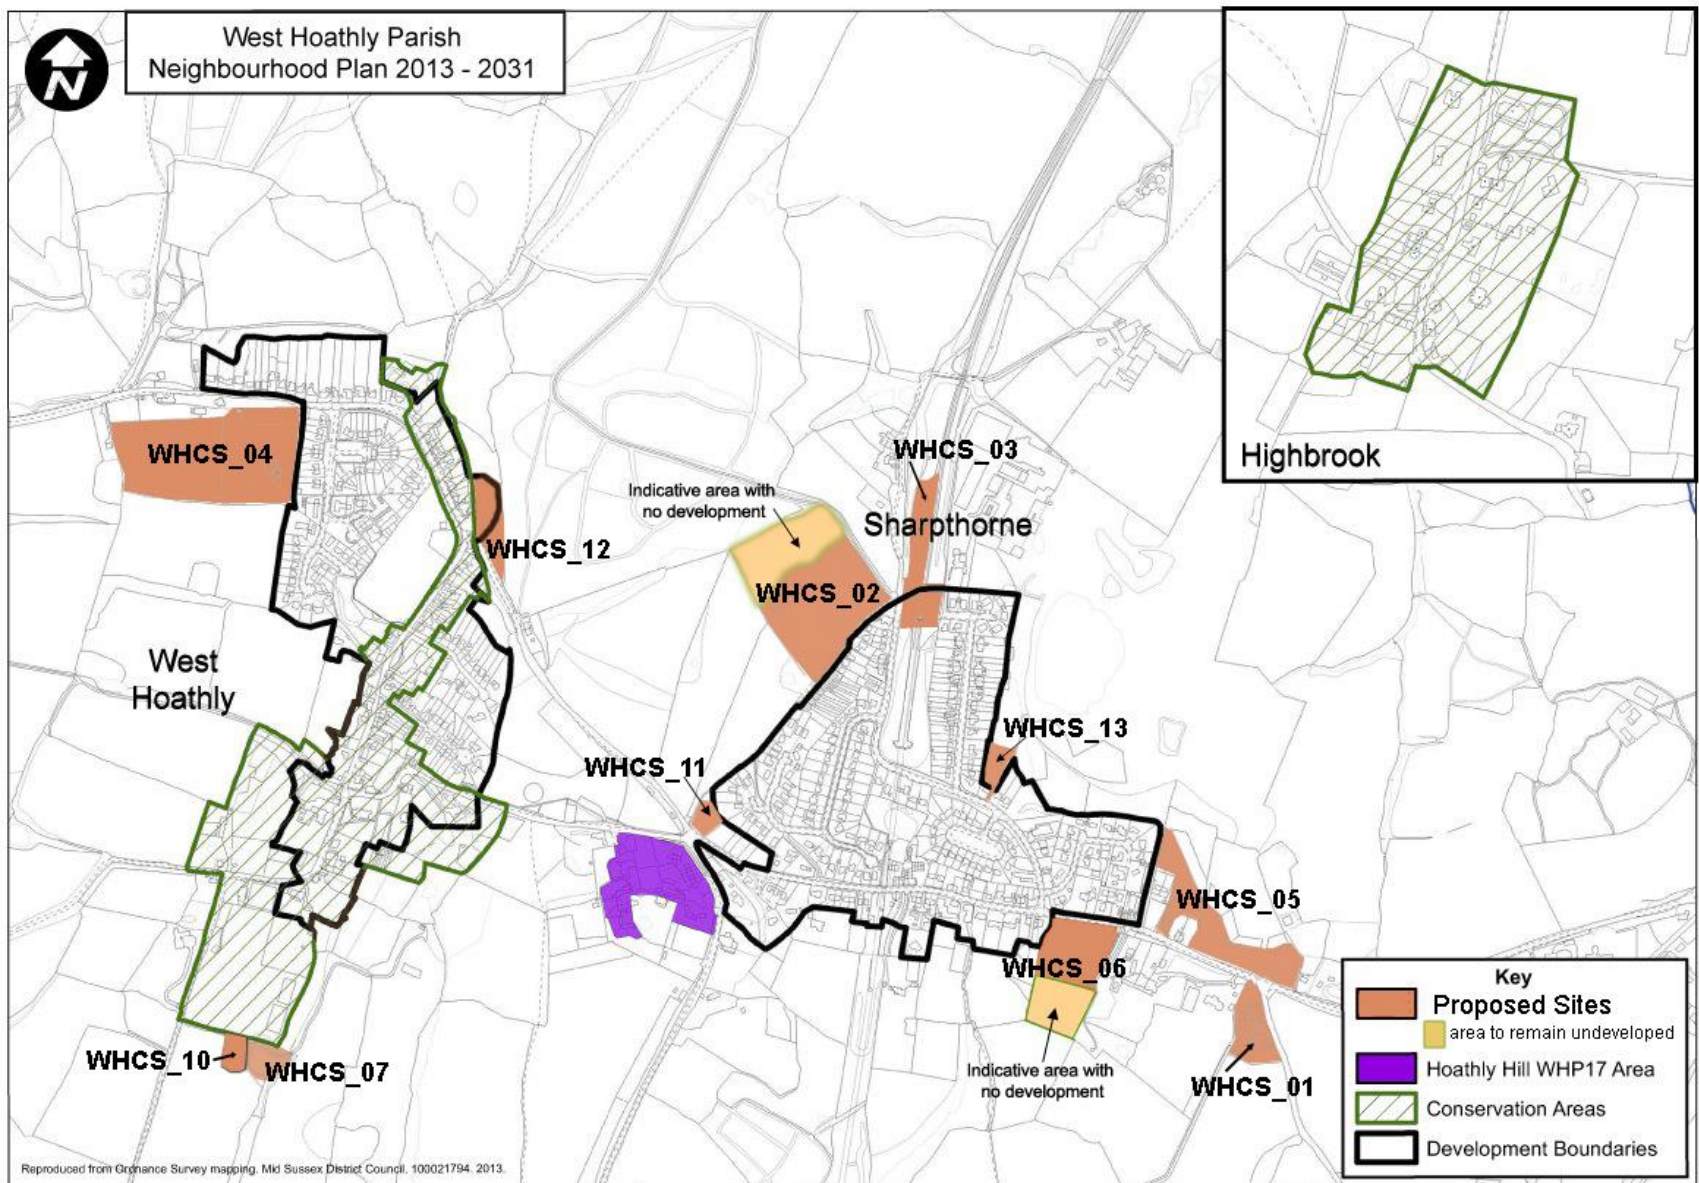 N
West Hoathly Parish
Neighbourhood Plan 2013 - 2031
Highbrook
WHCS_04
WHCS_03
Indicative area with
no development
Sharpthorne
WHCS_12
WHCS_02
West
Hoathly
WHCS_13
WHCS_11
WHCS_05
WHCS_06
WHCS_10
WHCS_07
Indicative area with
no development
WHCS_01
Key
Proposed Sites
area to remain undeveloped
Hoathly Hill WHP17 Area
Conservation Areas
Development Boundaries
Reproduced from Ordnance Survey mapping. Mid Sussex District Council. 100021794. 2013.